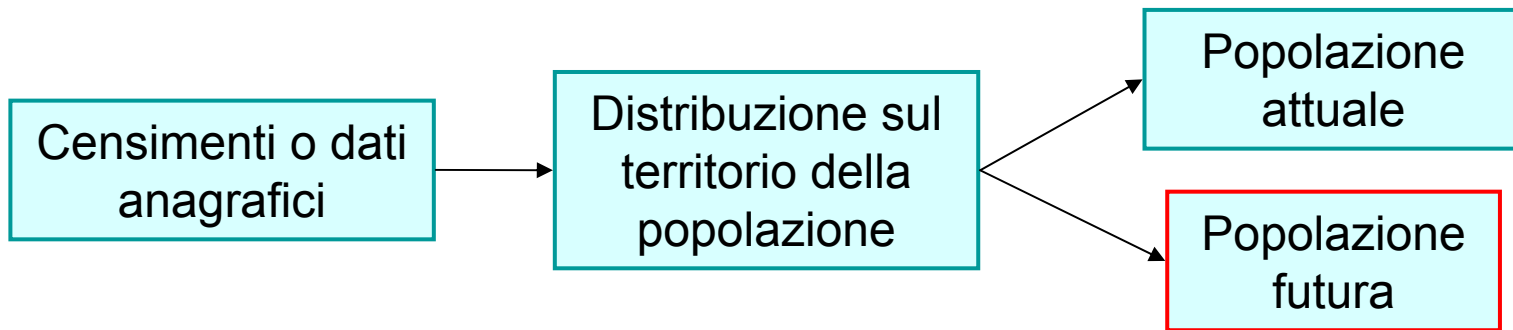 Censimenti o dati
anagrafici
Distribuzione sul
territorio della
popolazione
Popolazione
attuale
Popolazione
futura